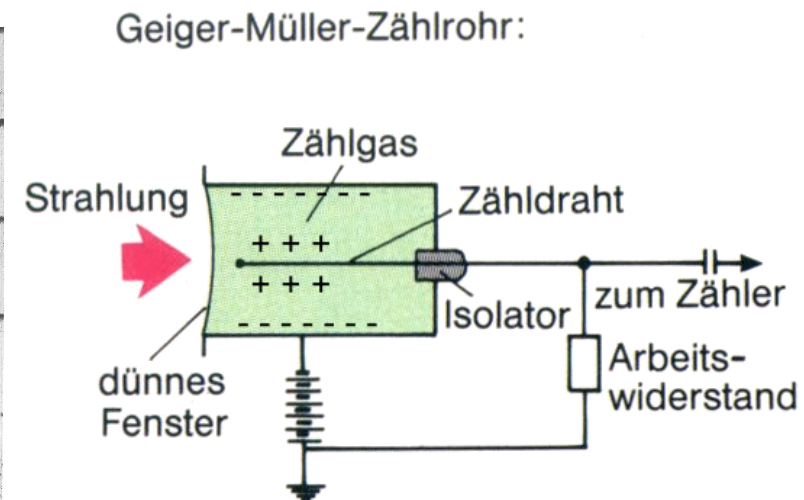 Geiger-Müller-Zählrohr:
Zählgas
Strahlung
Zähldraht
- - - - - - -
+ + +
+ + +
- - - - - - -
Isolator
zum Zähler
dünnes
Fenster
Arbeits-
widerstand